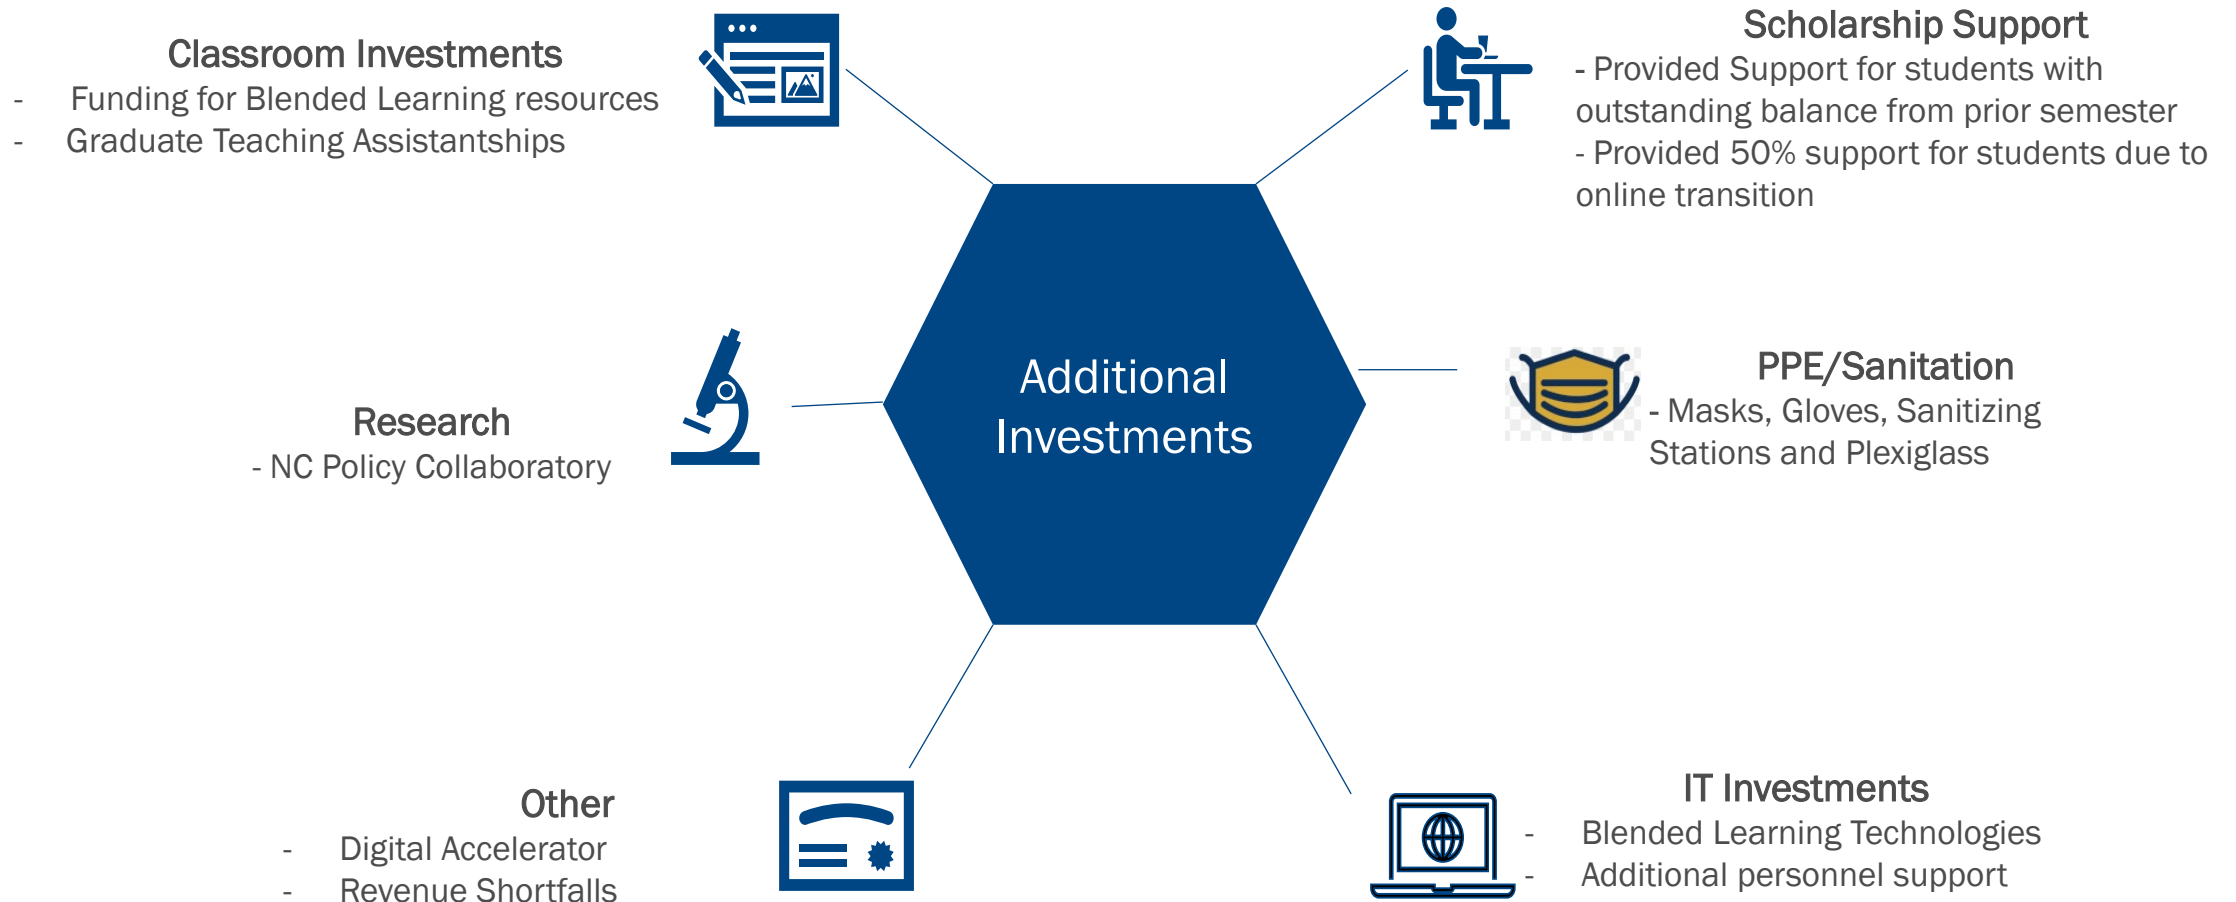 Classroom Investments
- Funding for Blended Learning resources
- Graduate Teaching Assistantships
Scholarship Support
- Provided Support for students with
outstanding balance from prior semester
- Provided 50% support for students due to
online transition
Additional
Investments
Research
- NC Policy Collaboratory
PPE/Sanitation
- Masks, Gloves, Sanitizing
Stations and Plexiglass
Other
- Digital Accelerator
- Revenue Shortfalls
IT Investments
- Blended Learning Technologies
- Additional personnel support